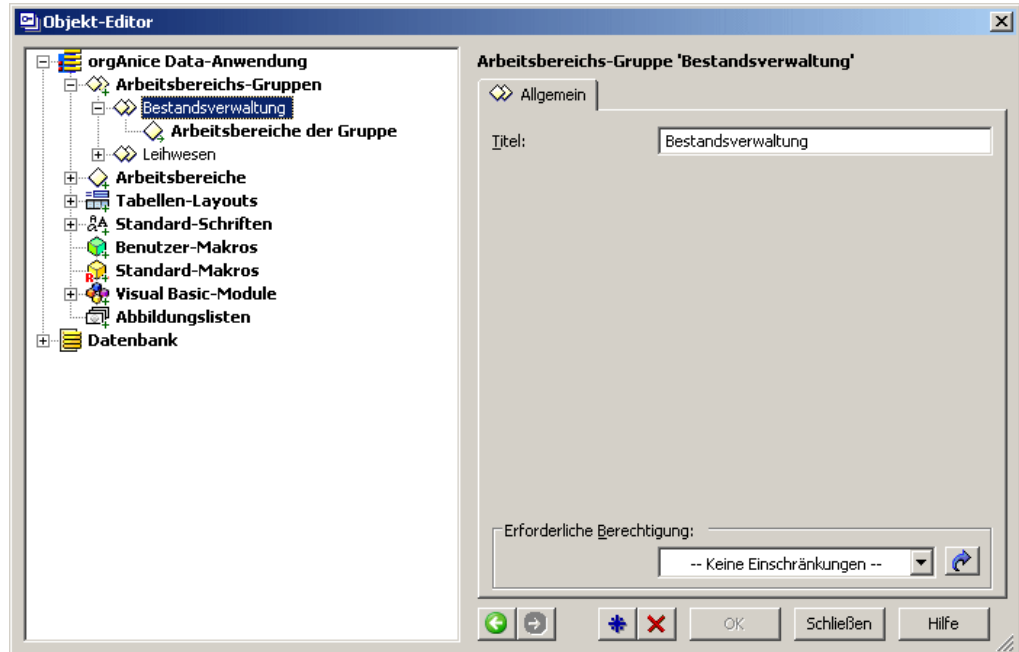 Objekt-Editor
orgAnice Data-Anwendung
Arbeitsbereichs-Gruppen
Bestandsverwaltung
Arbeitsbereiche der Gruppe
Leihwesen
Arbeitsbereiche
Tabellen-Layouts
Standard-Schriften
Benutzer-Makros
Standard-Makros
Visual Basic-Module
Abbildungslisten
Datenbank
Arbeitsbereichs-Gruppe 'Bestandsverwaltung'
Allgemein
Titel: Bestandsverwaltung
Erforderliche Berechtigung:
-- Keine Einschränkungen --
OK Schließen Hilfe